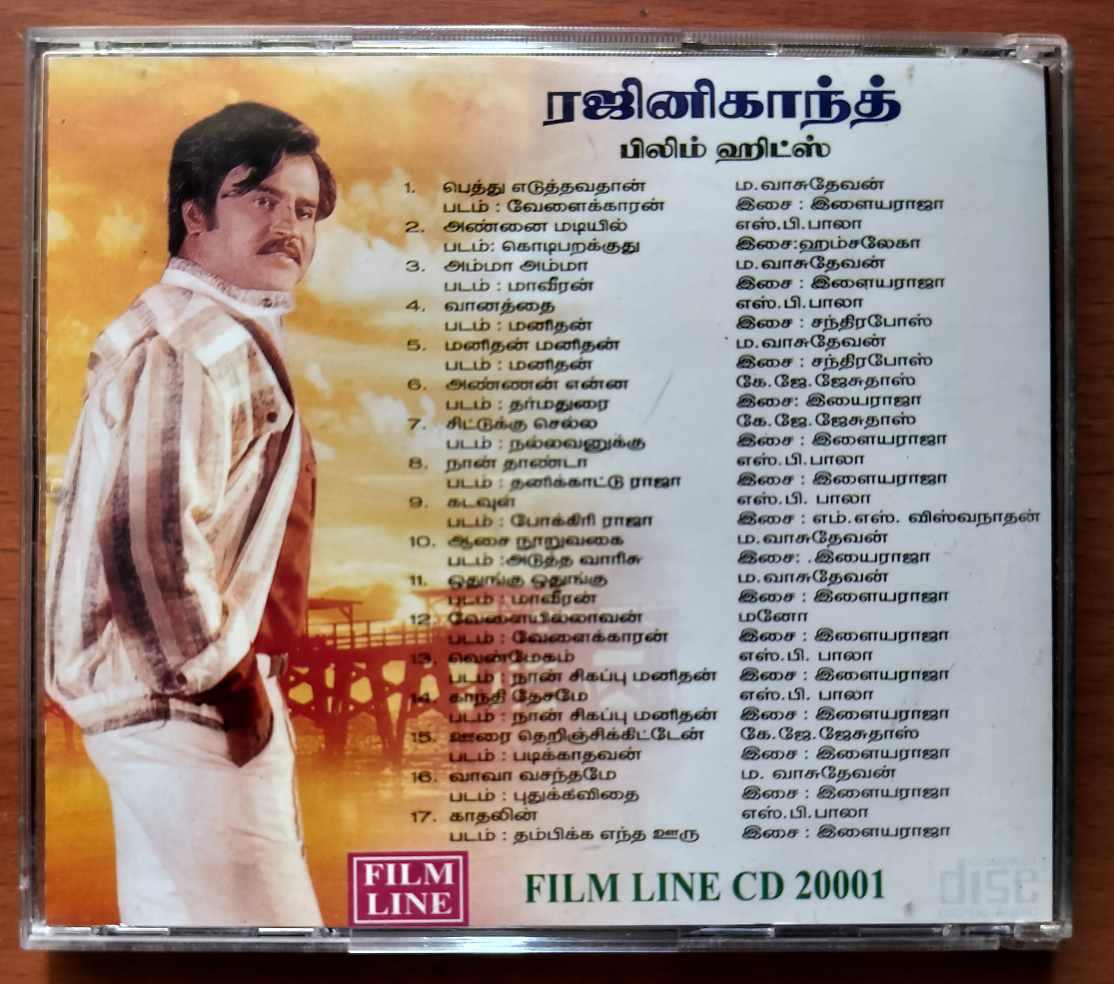 ரஜினிகாந்த்
பிலிம் ஹிட்ஸ்
1. பெத்து எடுத்தவதான் ம.வாசுதேவன்
படம் : வேளைக்காரன் இசை : இளையராஜா
2. அண்னை மடியில் எஸ்.பி.பாலா
படம்: கொடிபறக்குது இசை:ஹம்சலேகா
3. அம்மா அம்மா ம.வாசுதேவன்
படம் : மாவீரன் இசை : இளையராஜா
4. வானத்தை எஸ்.பி.பாலா
படம் : மனிதன் இசை : சந்திரபோஸ்
5. மனிதன் மனிதன் ம.வாசுதேவன்
படம் : மனிதன் இசை : சந்திரபோஸ்
6. அண்ணன் என்ன கே.ஜே.ஜேசுதாஸ்
படம் : தர்மதுரை இசை: இயைராஜா
7. சிட்டுக்கு செல்ல கே.ஜே.ஜேசுதாஸ்
படம் : நல்லவனுக்கு இசை : இளையராஜா
8. நான் தாண்டா எஸ்.பி.பாலா
படம் : தனிக்காட்டு ராஜா இசை : இளையராஜா
9. கடவுள் எஸ்.பி. பாலா
படம் : போக்கிரி ராஜா இசை : எம்.எஸ். விஸ்வநாதன்
10. ஆசை நூறுவகை ம.வாசுதேவன்
படம் :அடுத்த வாரிசு இசை: .இயைராஜா
11. ஒதுங்கு ஒதுங்கு ம.வாசுதேவன்
படம் : மாவீரன் இசை : இளையராஜா
12. வேளையில்லாவன் மனோ
படம் : வேளைக்காரன் இசை : இளையராஜா
13. வென்மேகம் எஸ்.பி. பாலா
படம் : நான் சிகப்பு மனிதன் இசை : இளையராஜா
14. காந்தி தேசமே எஸ்.பி. பாலா
படம் : நான் சிகப்பு மனிதன் இசை : இளையராஜா
15. ஊரை தெறிஞ்சிக்கிட்டேன் கே.ஜே.ஜேசுதாஸ்
படம் : படிக்காதவன் இசை : இளையராஜா
16. வாவா வசந்தமே ம. வாசுதேவன்
படம் : புதுக்கவிதை இசை : இளையராஜா
17. காதலின் எஸ்.பி.பாலா
படம் : தம்பிக்க எந்த ஊரு இசை : இளையராஜா
FILM
LINE
FILM LINE CD 20001
disc